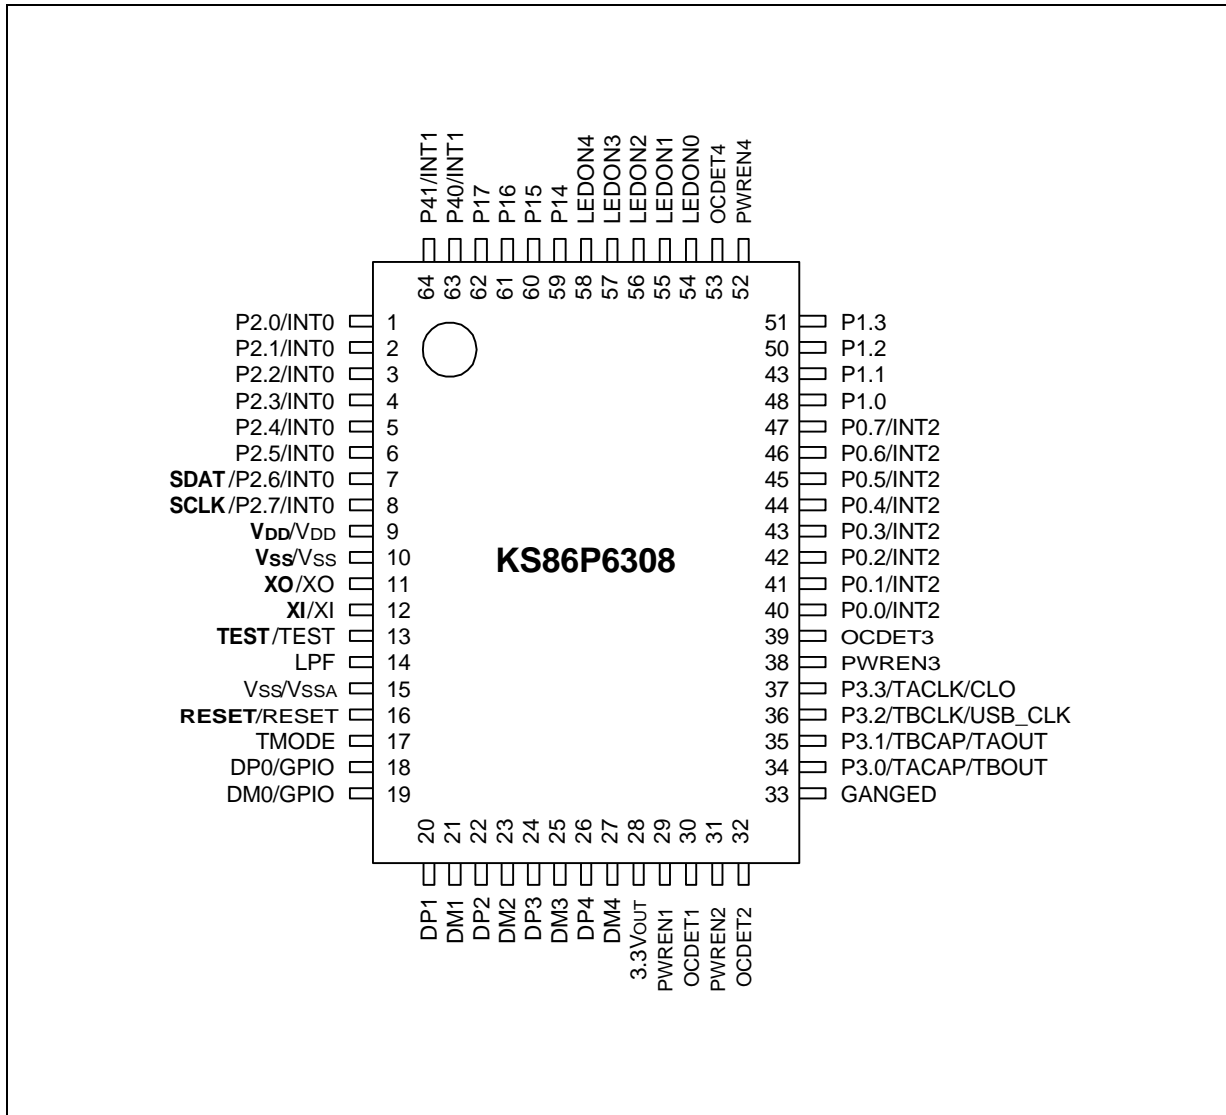 P41/INT1
P40/INT1
P17
P16
P15
P14
LEDON4
LEDON3
LEDON2
LEDON1
LEDON0
OCDET4
PWREN4
64
63
62
61
60
59
58
57
56
55
54
53
52
P2.0/INT0 1
P2.1/INT0 2
P2.2/INT0 3
P2.3/INT0 4
P2.4/INT0 5
P2.5/INT0 6
SDAT/P2.6/INT0 7
SCLK/P2.7/INT0 8
VDD/VDD 9
VSS/VSS 10
XO/XO 11
XI/XI 12
TEST/TEST 13
LPF 14
VSS/VSSA 15
RESET/RESET 16
TMODE 17
DP0/GPIO 18
DM0/GPIO 19
KS86P6308
51 P1.3
50 P1.2
43 P1.1
48 P1.0
47 P0.7/INT2
46 P0.6/INT2
45 P0.5/INT2
44 P0.4/INT2
43 P0.3/INT2
42 P0.2/INT2
41 P0.1/INT2
40 P0.0/INT2
39 OCDET3
38 PWREN3
37 P3.3/TACLK/CLO
36 P3.2/TBCLK/USB_CLK
35 P3.1/TBCAP/TAOUT
34 P3.0/TACAP/TBOUT
33 GANGED
20
21
22
23
24
25
26
27
28
29
30
31
32
DP1
DM1
DP2
DM2
DP3
DM3
DP4
DM4
3.3VOUT
PWREN1
OCDET1
PWREN2
OCDET2